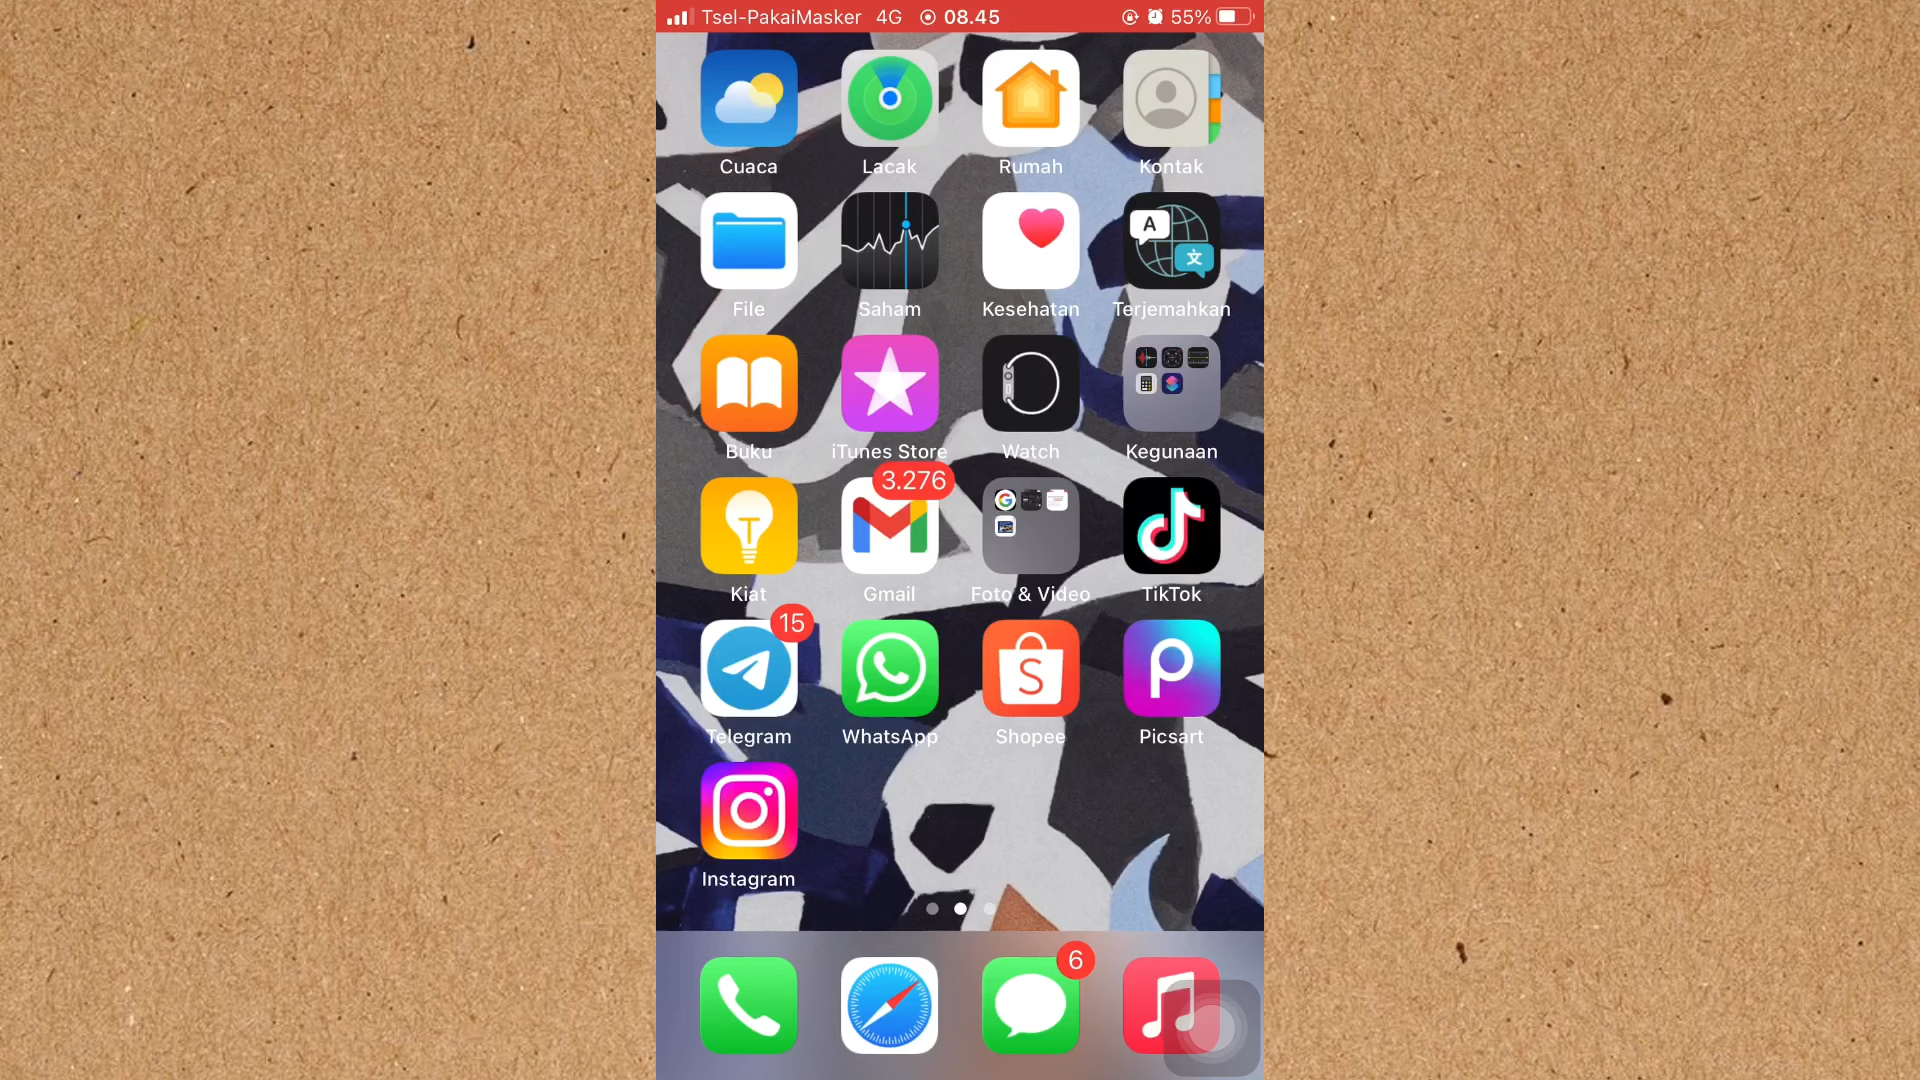 Tsel-PakaiMasker 4G 08.45 55%
Cuaca Lacak Rumah Kontak
A 文
File Saham Kesehatan Terjemahkan
Buku iTunes Store Watch Kegunaan
3.276
Kiat Gmail Foto & Video TikTok
15
S
Telegram WhatsApp Shopee Picsart
Instagram
6